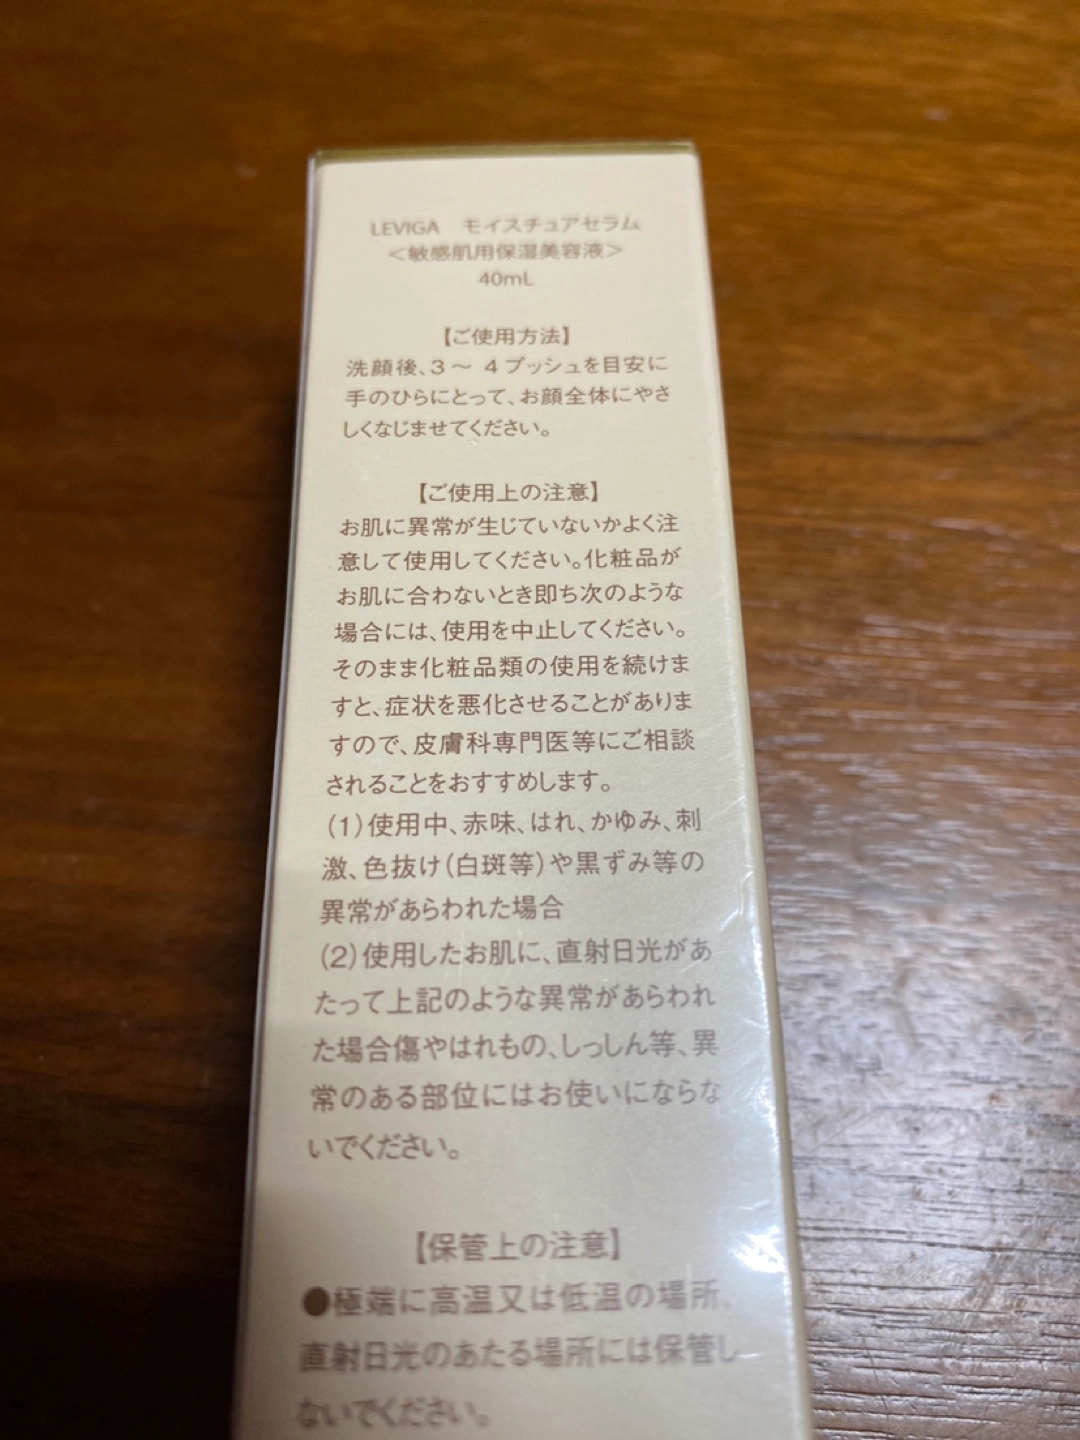 LEVIGA モイスチュアセラム
＜敏感肌用保湿美容液＞
40mL
【ご使用方法】
洗顔後、3～ 4プッシュを目安に
手のひらにとって、お顔全体にやさ
しくなじませてください。
【ご使用上の注意】
お肌に異常が生じていないかよく注
意して使用してください。化粧品が
お肌に合わないとき即ち次のような
場合には、使用を中止してください。
そのまま化粧品類の使用を続けま
すと、症状を悪化させることがありま
すので、皮膚科専門医等にご相談
されることをおすすめします。
(1)使用中、赤味、はれ、かゆみ、刺
激、色抜け(白斑等)や黒ずみ等の
異常があらわれた場合
(2)使用したお肌に、直射日光があ
たって上記のような異常があらわれ
た場合傷やはれもの、しっしん等、異
常のある部位にはお使いにならな
いでください。
【保管上の注意】
●極端に高温又は低温の場所、
直射日光のあたる場所には保管し
ないでください。